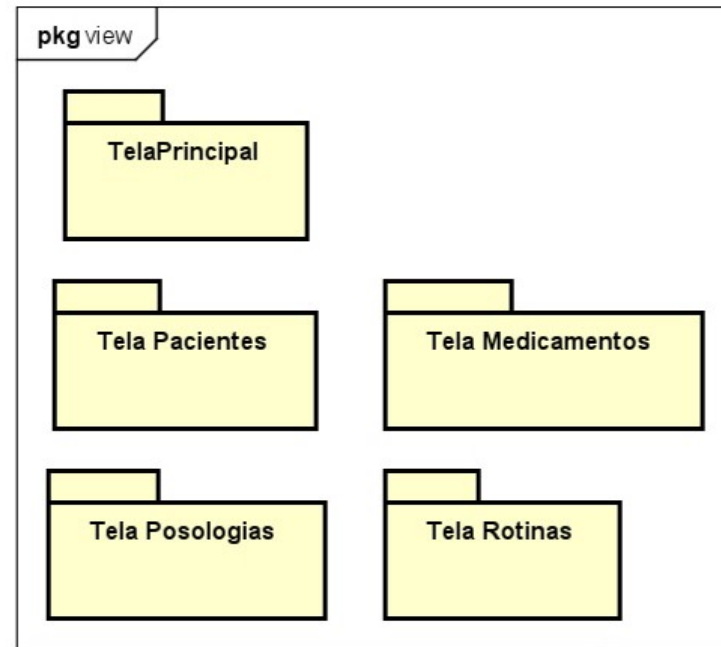 pkg view
TelaPrincipal
Tela Pacientes
Tela Medicamentos
Tela Posologias
Tela Rotinas